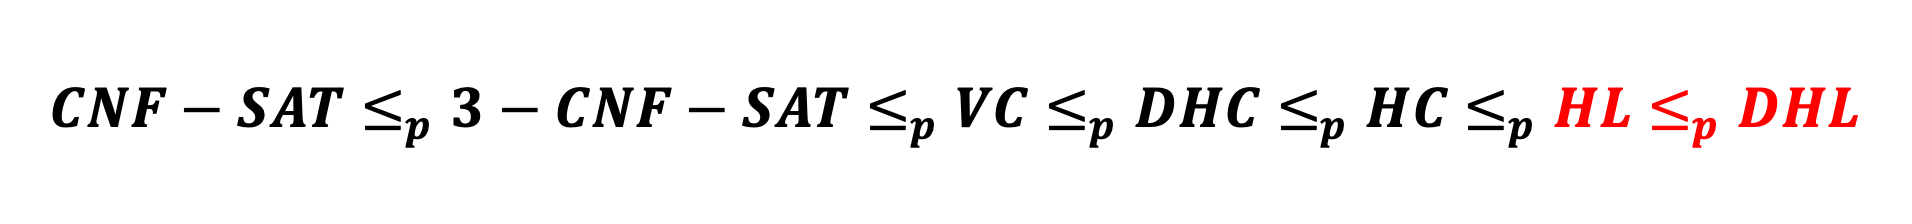 CNF − SAT ≤p 3 − CNF − SAT ≤p VC ≤p DHC ≤p HC ≤p HL ≤p DHL